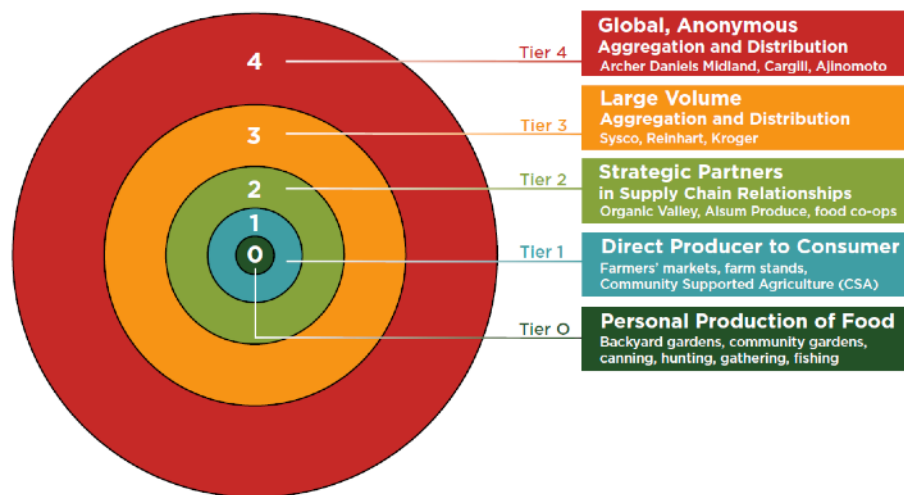 4
3
2
1
0
Tier 4
Global, Anonymous
Aggregation and Distribution
Archer Daniels Midland, Cargill, Ajinomoto
Tier 3
Large Volume
Aggregation and Distribution
Sysco, Reinhart, Kroger
Tier 2
Strategic Partners
in Supply Chain Relationships
Organic Valley, Alsum Produce, food co-ops
Tier 1
Direct Producer to Consumer
Farmers' markets, farm stands,
Community Supported Agriculture (CSA)
Tier O
Personal Production of Food
Backyard gardens, community gardens,
canning, hunting, gathering, fishing